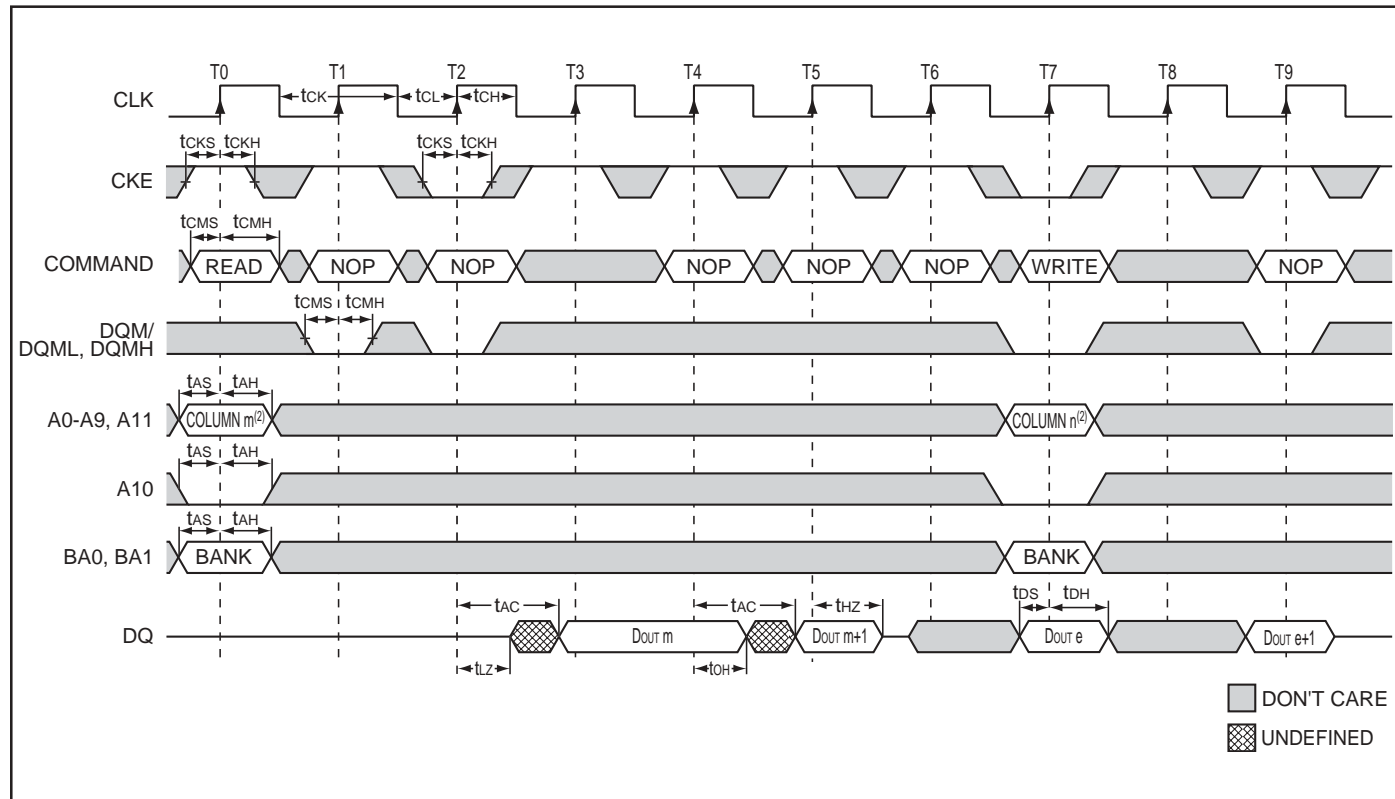 T0 T1 T2 T3 T4 T5 T6 T7 T8 T9
CLK tCK tCL tCH
tCKS tCKH tCKS tCKH
CKE
tCMS tCMH
COMMAND READ NOP NOP NOP NOP NOP WRITE NOP
tCMS tCMH
DQM/
DQML, DQMH
tAS tAH
A0-A9, A11 COLUMN m(2) COLUMN n(2)
tAS tAH
A10
tAS tAH
BA0, BA1 BANK BANK
tAC tAC tHZ tDS tDH
DQ DOUT m DOUT m+1 DOUT e DOUT e+1
tLZ tOH
DON'T CARE
UNDEFINED